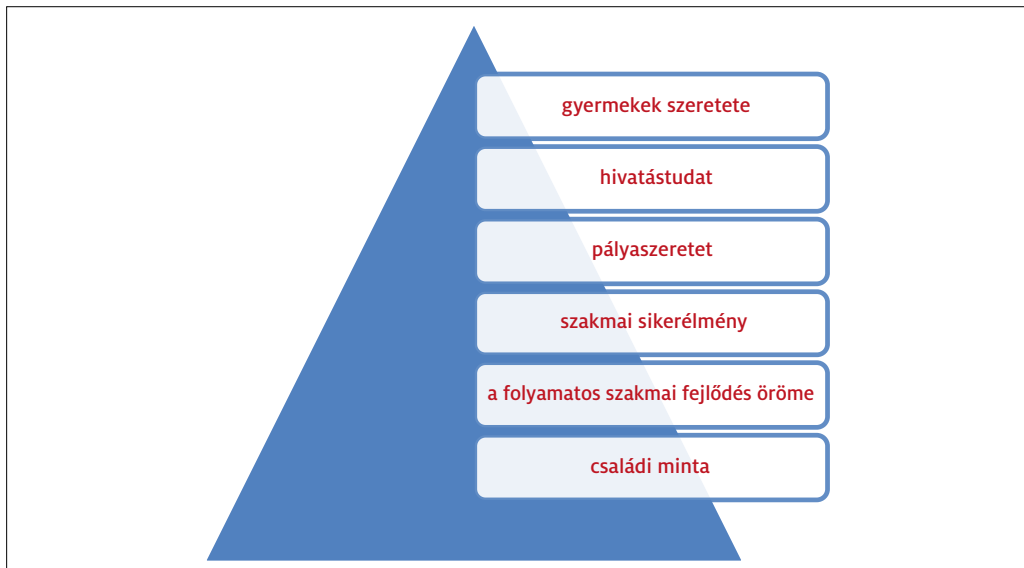 gyermekek szeretete
hivatástudat
pályaszeretet
szakmai sikerélmény
a folyamatos szakmai fejlődés öröme
családi minta